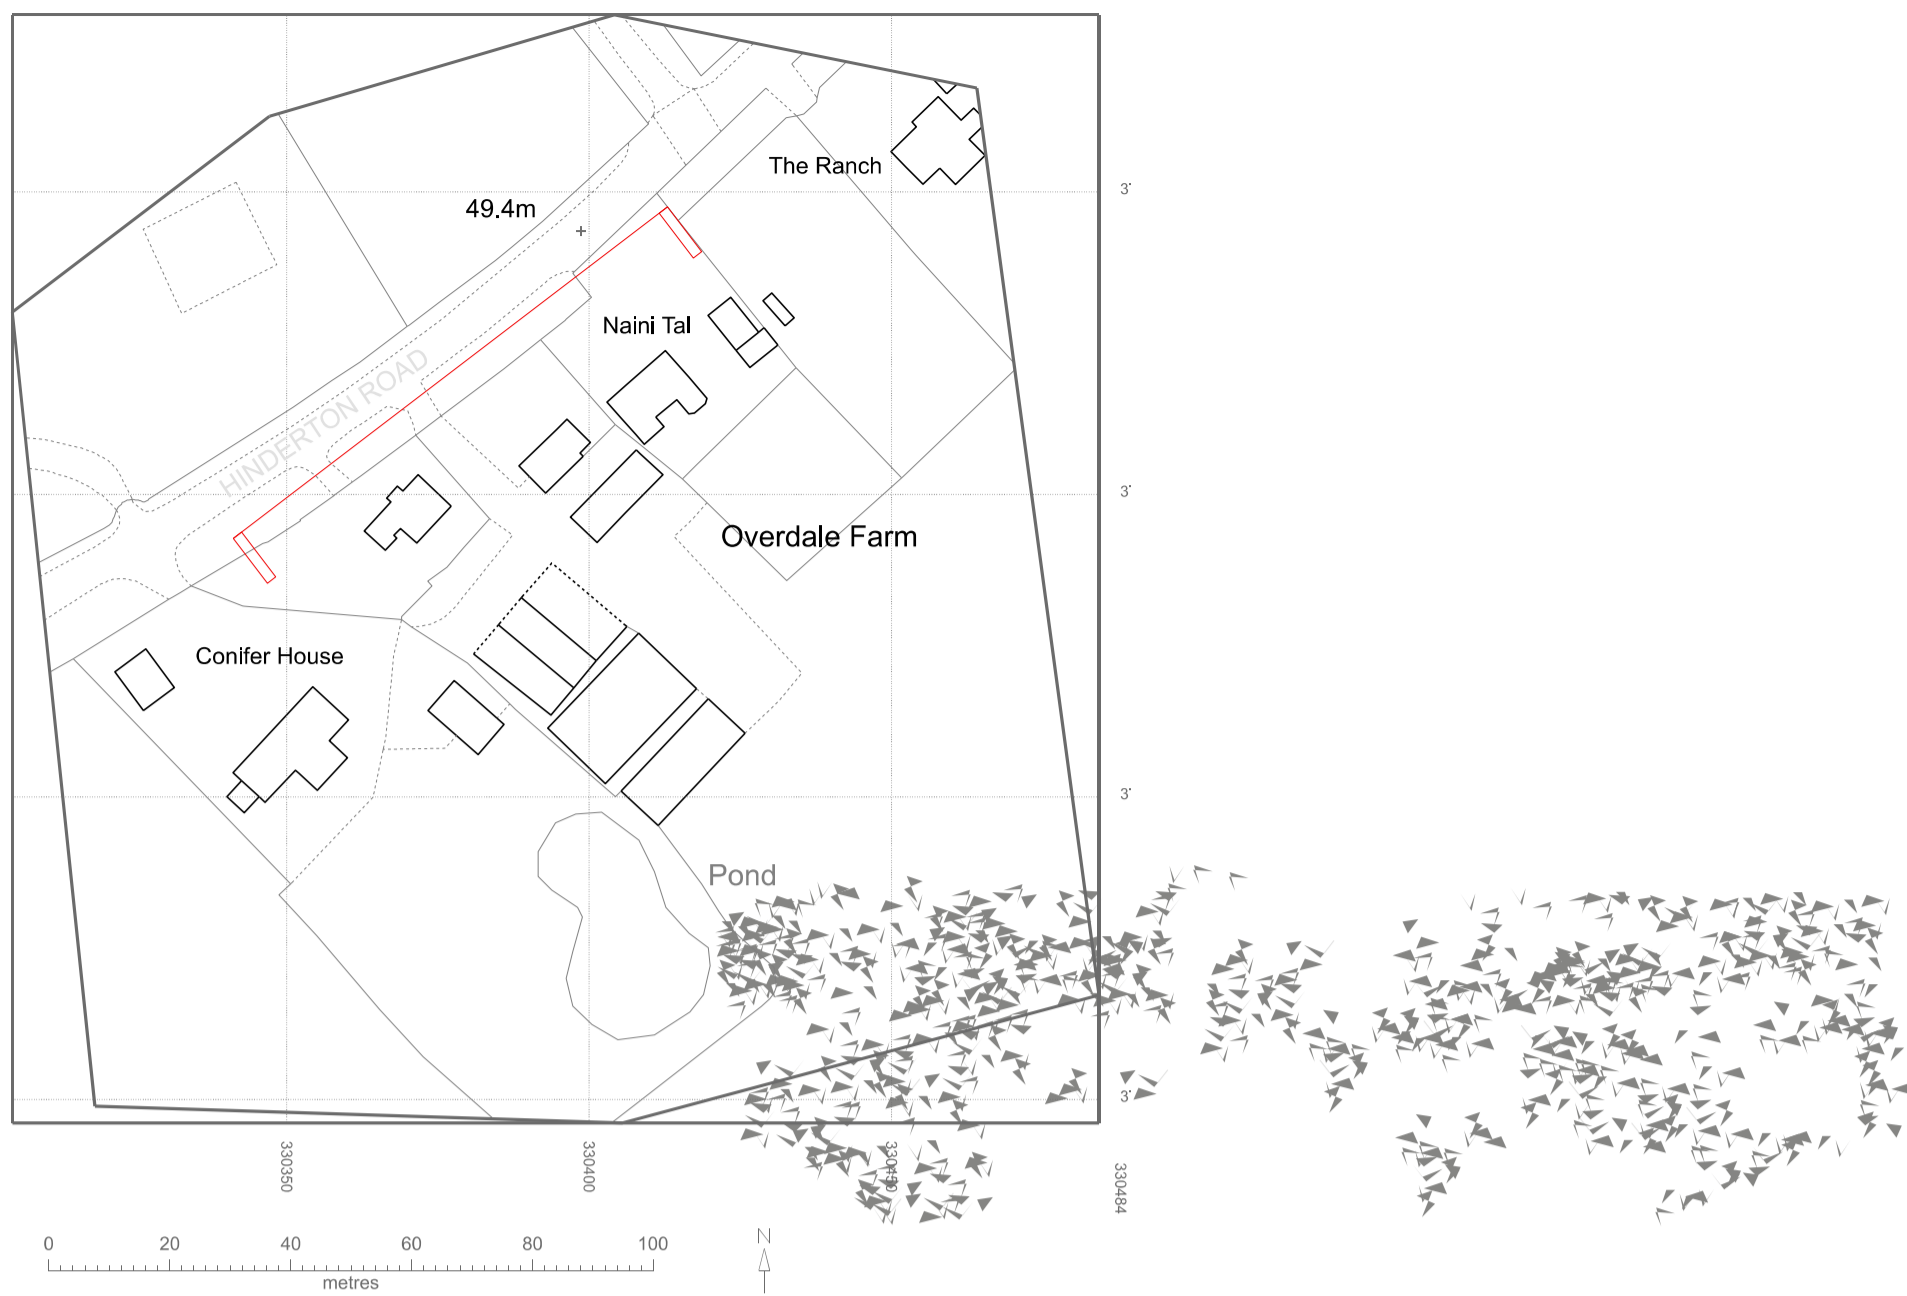 The Ranch
3
49.4m
Naini Tal
HINDERTON ROAD
3
Overdale Farm
Conifer House
3
Pond
3
330350
330400
330450
330484
0 20 40 60 80 100
metres
N